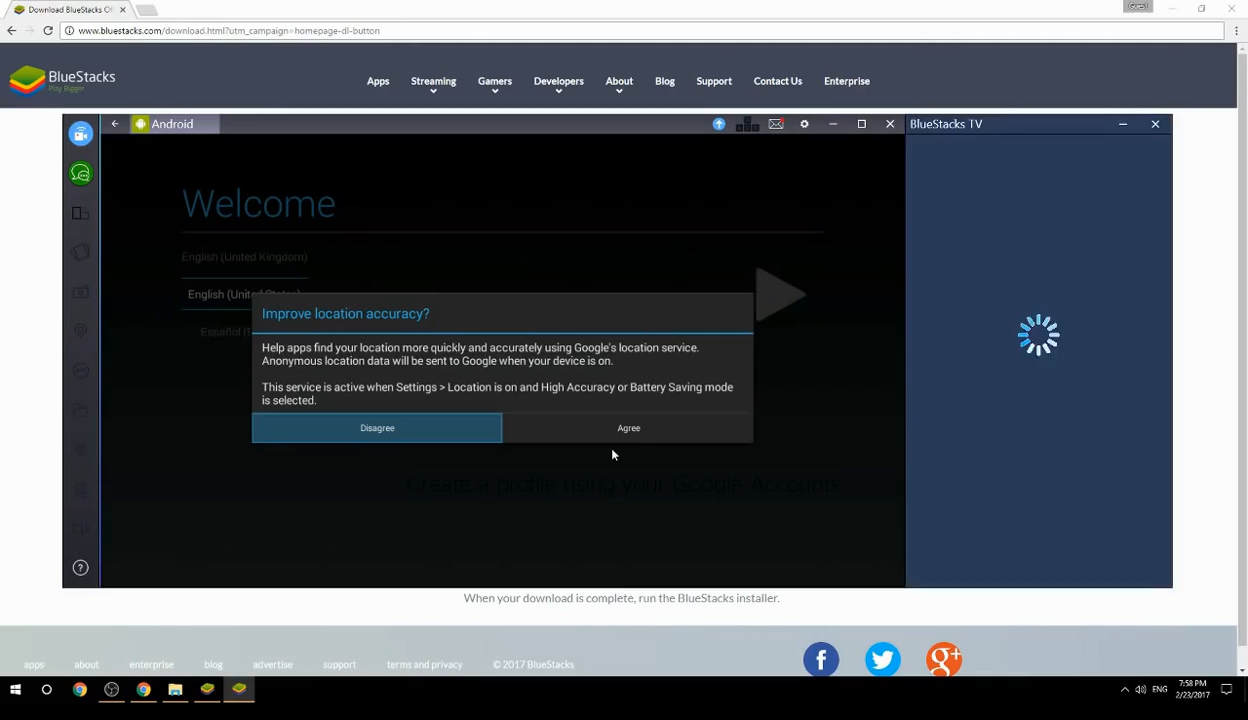 Download BlueStacks Of
Guest
www.bluestacks.com/download.html?utm_campaign=homepage-dl-button
BlueStacks
Play Bigger
Apps
Streaming
Gamers
Developers
About
Blog
Support
Contact Us
Enterprise
Android
BlueStacks TV
Welcome
English (United Kingdom)
English (United States)
Español (
Improve location accuracy?
Help apps find your location more quickly and accurately using Google's location service.
Anonymous location data will be sent to Google when your device is on.
This service is active when Settings > Location is on and High Accuracy or Battery Saving mode
is selected.
Disagree
Agree
Create a profile using your Google Accounts
?
When your download is complete, run the BlueStacks installer.
apps
about
enterprise
blog
advertise
support
terms and privacy
© 2017 BlueStacks
ENG
7:58 PM
2/23/2017